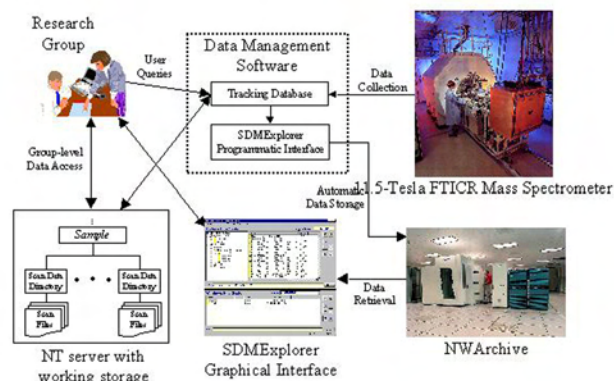 Research
Group
User
Queries
Data Management
Software
Tracking Database
SDMExplorer
Programmatic Interface
Data
Collection
11.5-Tesla FTICR Mass Spectrometer
Group-level
Data Access
Automatic
Data Storage
Sample
Scan Data
Directory
Scan Data
Directory
Scan
Files
Scan
Files
Data
Retrieval
NT server with
working storage
SDMExplorer
Graphical Interface
NWArchive